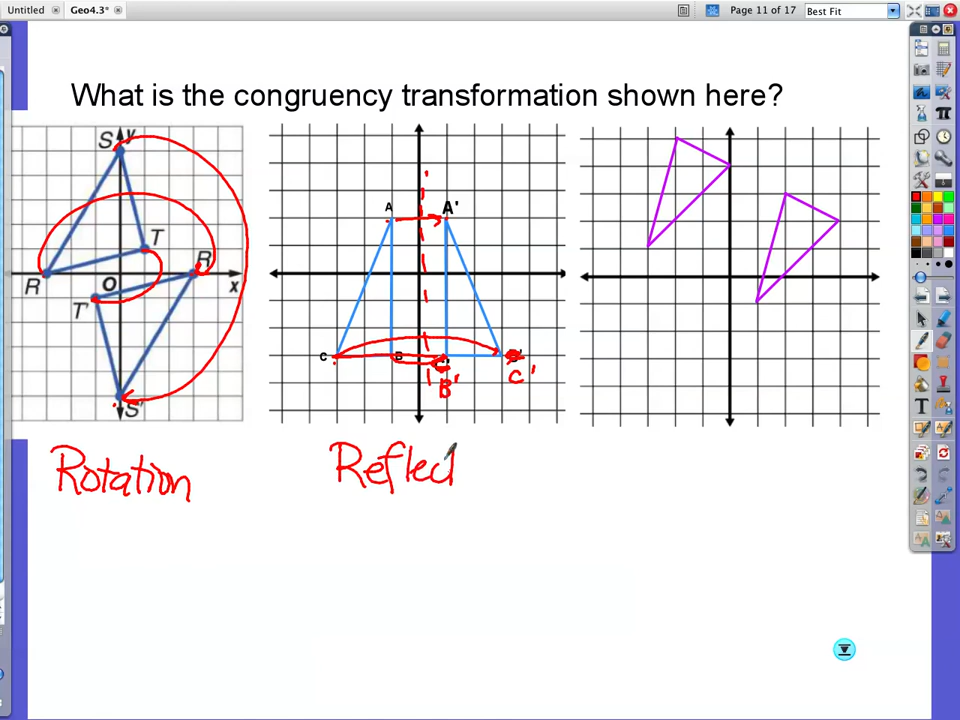 Untitled
Geo4.3*
Page 11 of 17
Best Fit
What is the congruency transformation shown here?
S y
T
R
O
R
x
T'
S'
A
A'
C
B
B'
C'
Rotation
Reflect